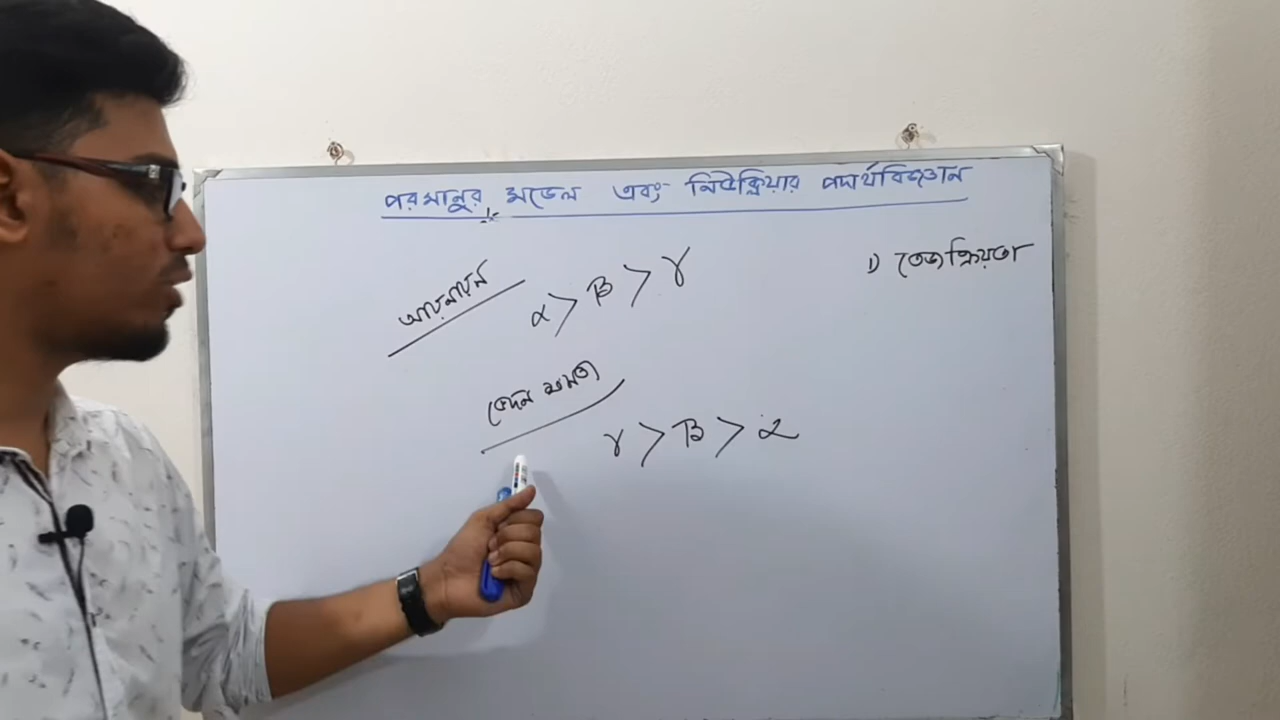 পরমানুর মডেল এবং নিউক্লিয়ার পদার্থবিজ্ঞান
১) তেজস্ক্রিয়তা
আয়নায়ন
α > β > γ
ভেদন ক্ষমতা
γ > β > α